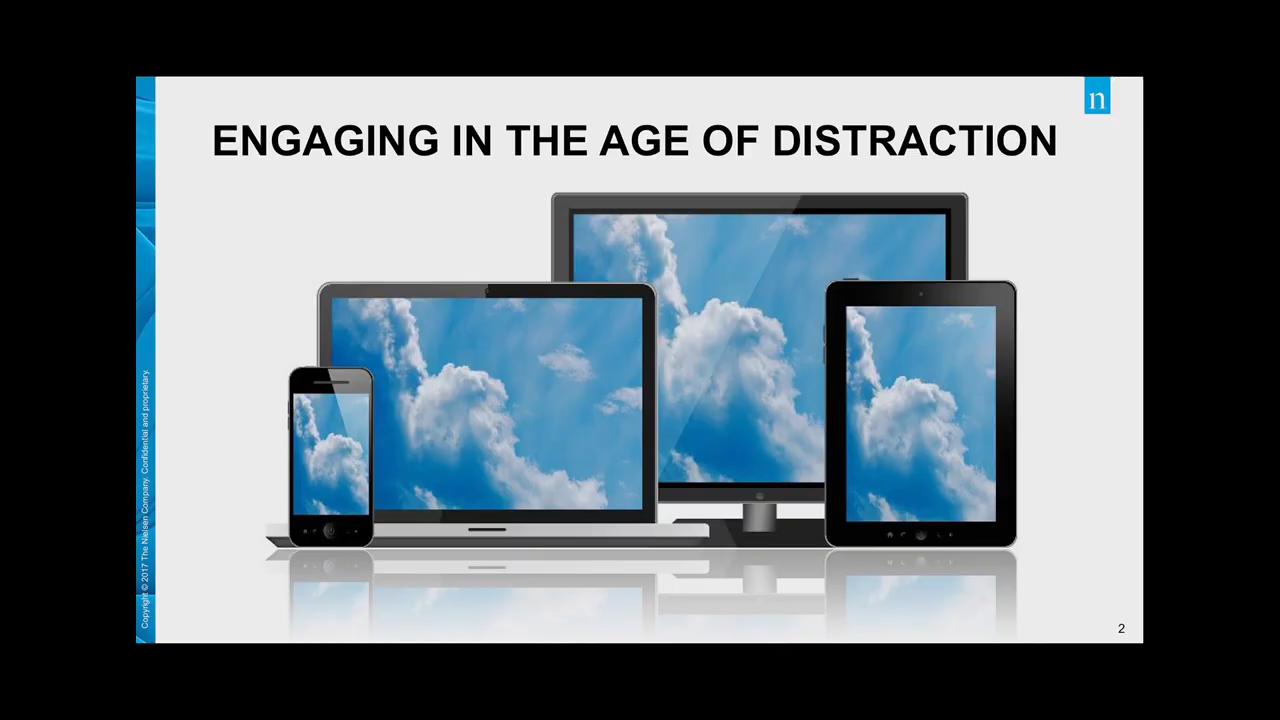 n
ENGAGING IN THE AGE OF DISTRACTION
Copyright © 2017 The Nielsen Company. Confidential and proprietary.
2